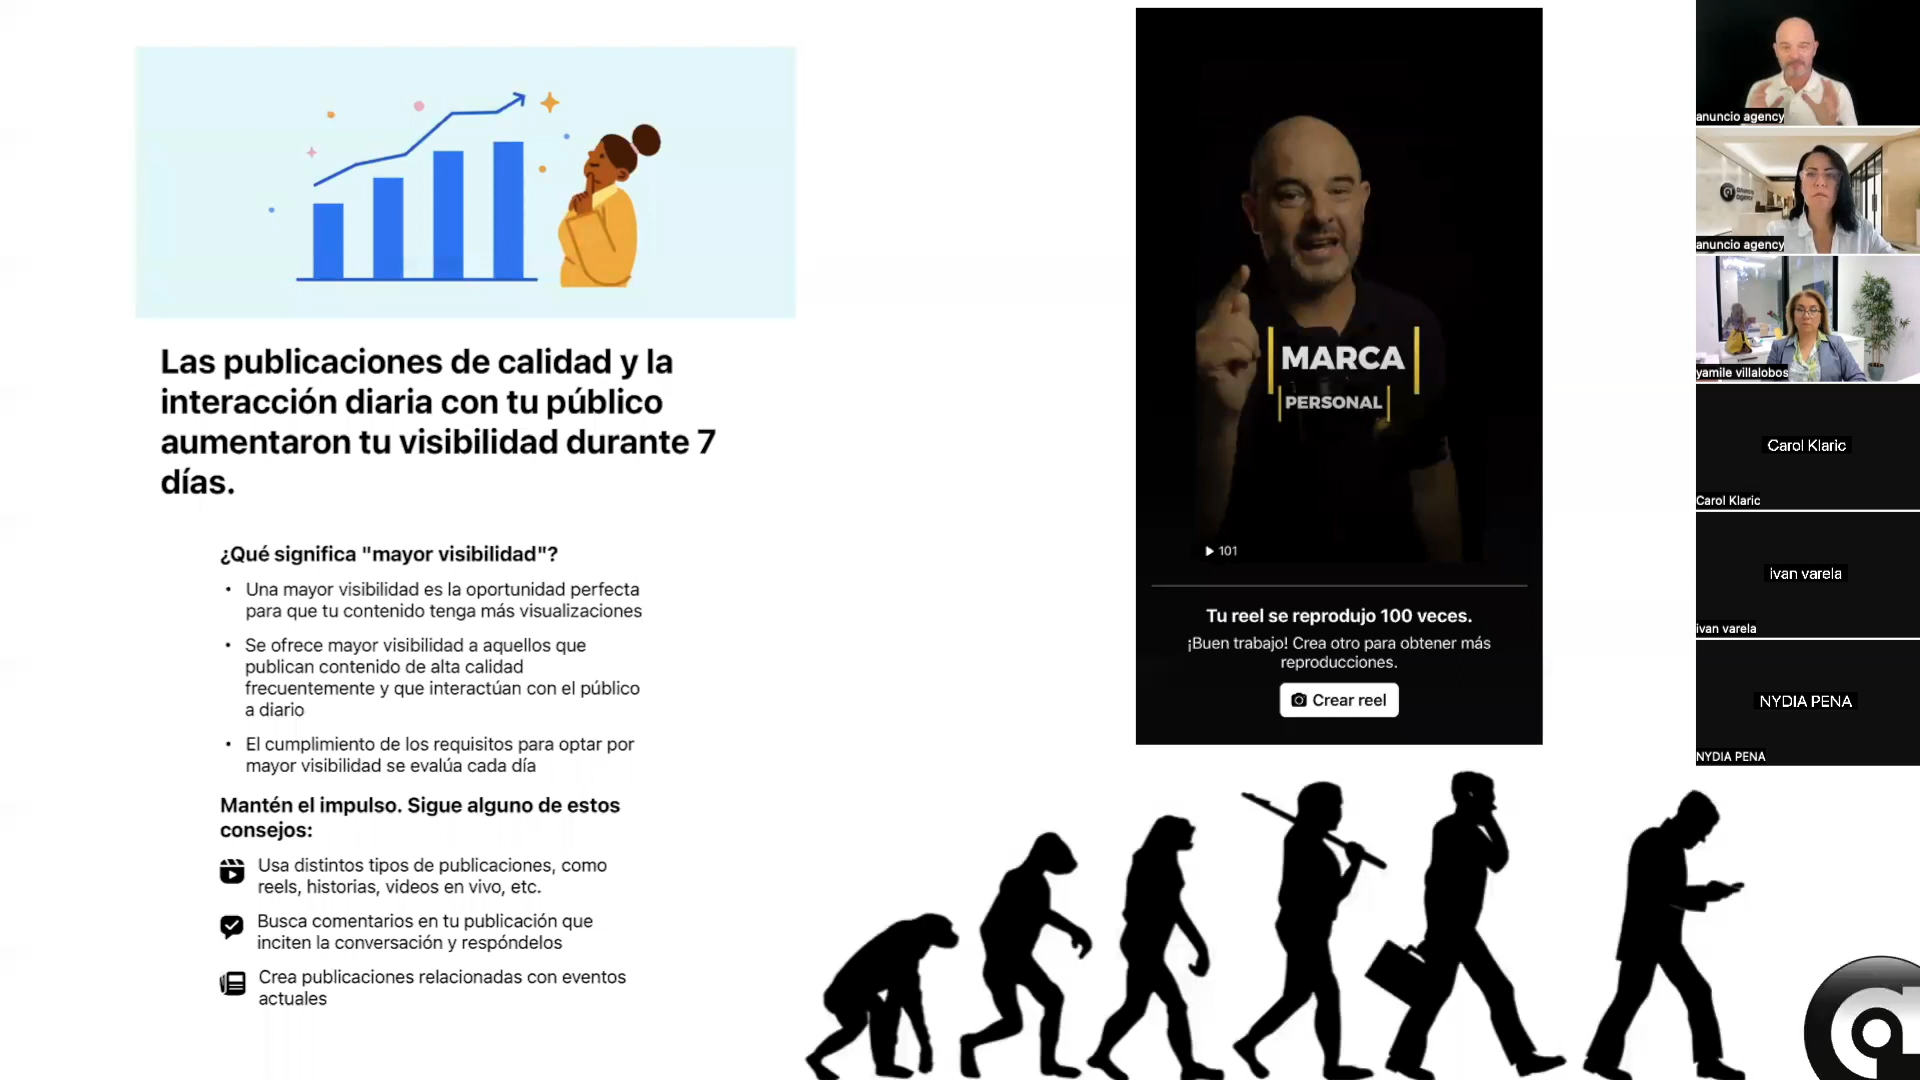 Las publicaciones de calidad y la
interacción diaria con tu público
aumentaron tu visibilidad durante 7
días.
¿Qué significa "mayor visibilidad"?
• Una mayor visibilidad es la oportunidad perfecta
para que tu contenido tenga más visualizaciones
• Se ofrece mayor visibilidad a aquellos que
publican contenido de alta calidad
frecuentemente y que interactúan con el público
a diario
• El cumplimiento de los requisitos para optar por
mayor visibilidad se evalúa cada día
Mantén el impulso. Sigue alguno de estos
consejos:
Usa distintos tipos de publicaciones, como
reels, historias, videos en vivo, etc.
Busca comentarios en tu publicación que
inciten la conversación y respóndelos
Crea publicaciones relacionadas con eventos
actuales
MARCA
PERSONAL
101
Tu reel se reprodujo 100 veces.
¡Buen trabajo! Crea otro para obtener más
reproducciones.
Crear reel
anuncio agency
anuncio agency
anuncio agency
yamile villalobos
Carol Klaric
Carol Klaric
ivan varela
ivan varela
NYDIA PENA
NYDIA PENA